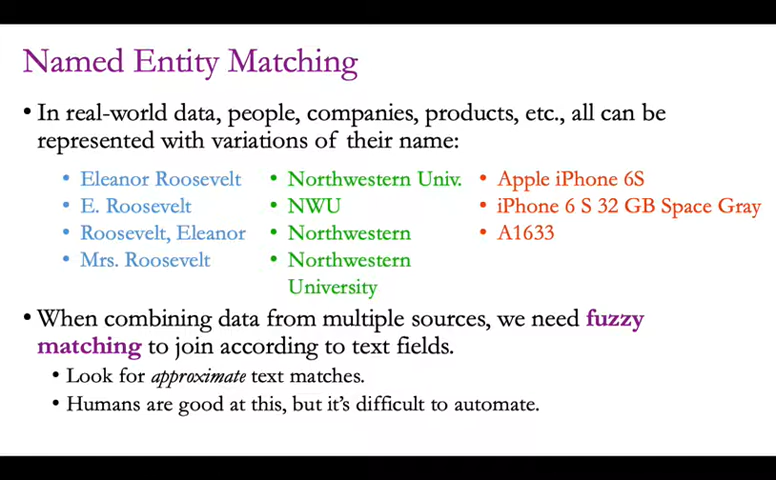 Named Entity Matching
• In real-world data, people, companies, products, etc., all can be
represented with variations of their name:
• Eleanor Roosevelt
• E. Roosevelt
• Roosevelt, Eleanor
• Mrs. Roosevelt
• Northwestern Univ.
• NWU
• Northwestern
• Northwestern
University
• Apple iPhone 6S
• iPhone 6 S 32 GB Space Gray
• A1633
• When combining data from multiple sources, we need fuzzy
matching to join according to text fields.
• Look for approximate text matches.
• Humans are good at this, but it's difficult to automate.